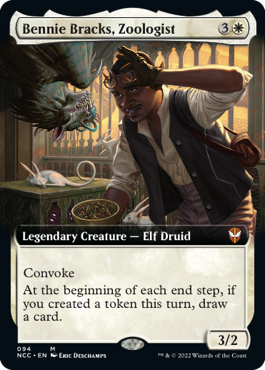 Bennie Bracks, Zoologist 3
Legendary Creature — Elf Druid
Convoke
At the beginning of each end step, if
you created a token this turn, draw
a card.
3/2
094 M
NCC • EN Eric Deschamps
™ & © 2022 Wizards of the Coast